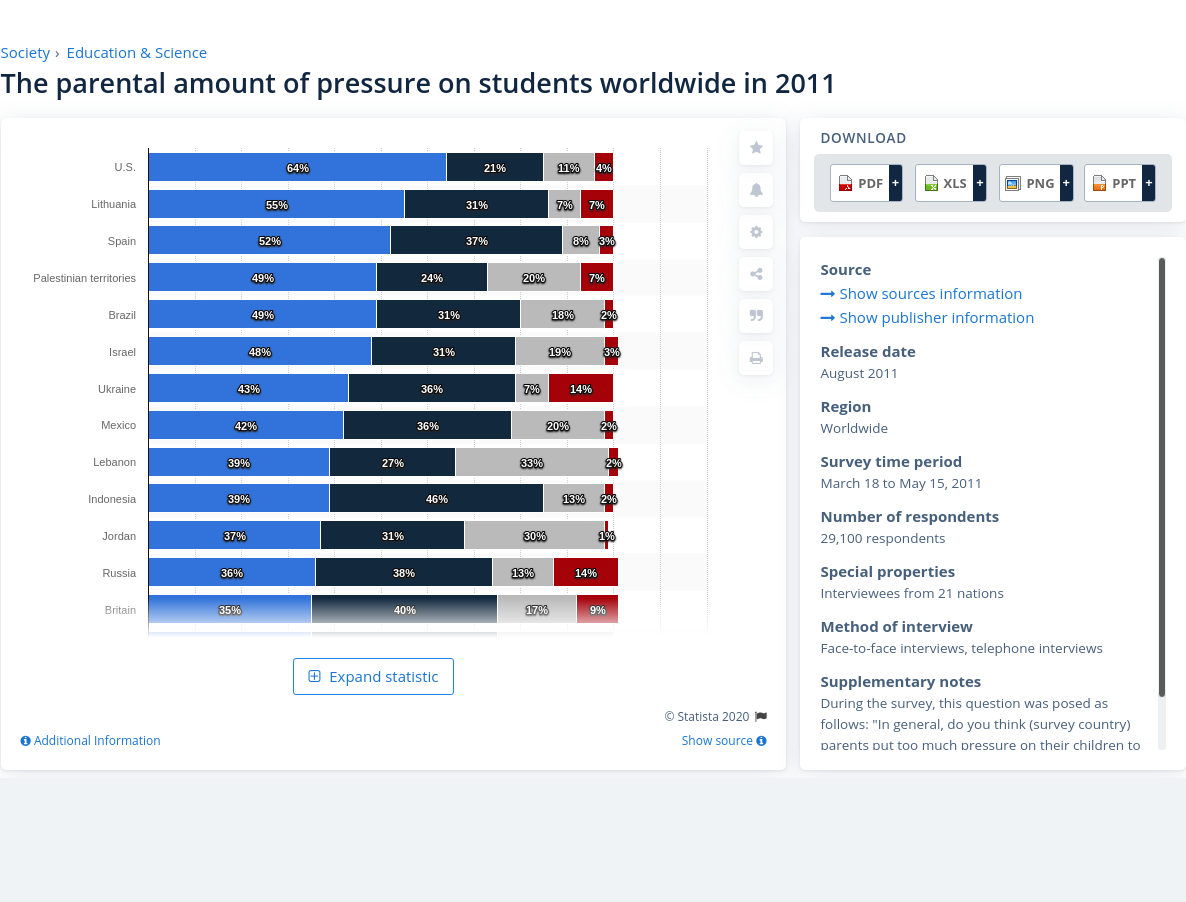 Society › Education & Science
The parental amount of pressure on students worldwide in 2011
U.S. 64% 21% 11% 4%
Lithuania 55% 31% 7% 7%
Spain 52% 37% 8% 3%
Palestinian territories 49% 24% 20% 7%
Brazil 49% 31% 18% 2%
Israel 48% 31% 19% 3%
Ukraine 43% 36% 7% 14%
Mexico 42% 36% 20% 2%
Lebanon 39% 27% 33% 2%
Indonesia 39% 46% 13% 2%
Jordan 37% 31% 30% 1%
Russia 36% 38% 13% 14%
Britain 35% 40% 17% 9%
Expand statistic
© Statista 2020
Additional Information
Show source
DOWNLOAD
PDF + XLS + PNG + PPT +
Source
Show sources information
Show publisher information
Release date
August 2011
Region
Worldwide
Survey time period
March 18 to May 15, 2011
Number of respondents
29,100 respondents
Special properties
Interviewees from 21 nations
Method of interview
Face-to-face interviews, telephone interviews
Supplementary notes
During the survey, this question was posed as
follows: "In general, do you think (survey country)
parents put too much pressure on their children to